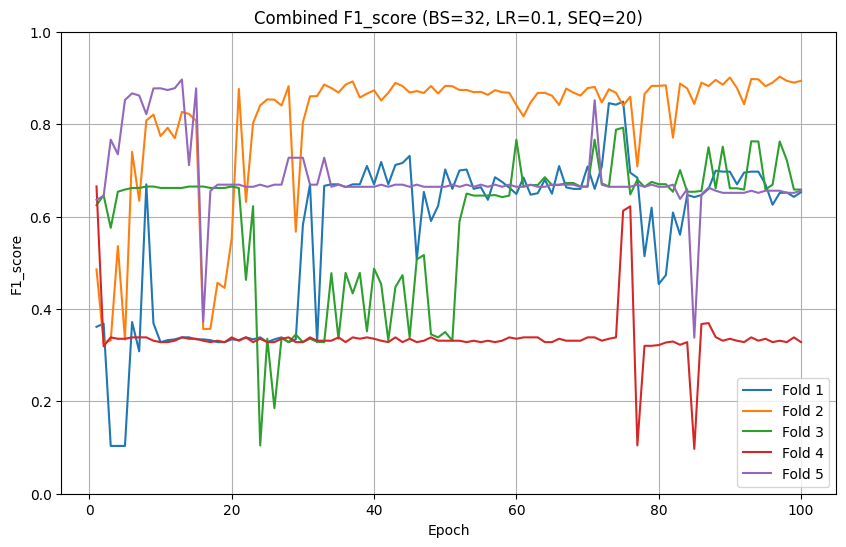 Combined F1_score (BS=32, LR=0.1, SEQ=20)
F1_score
1.0
0.8
0.6
0.4
0.2
0.0
0
20
40
60
80
100
Epoch
Fold 1
Fold 2
Fold 3
Fold 4
Fold 5